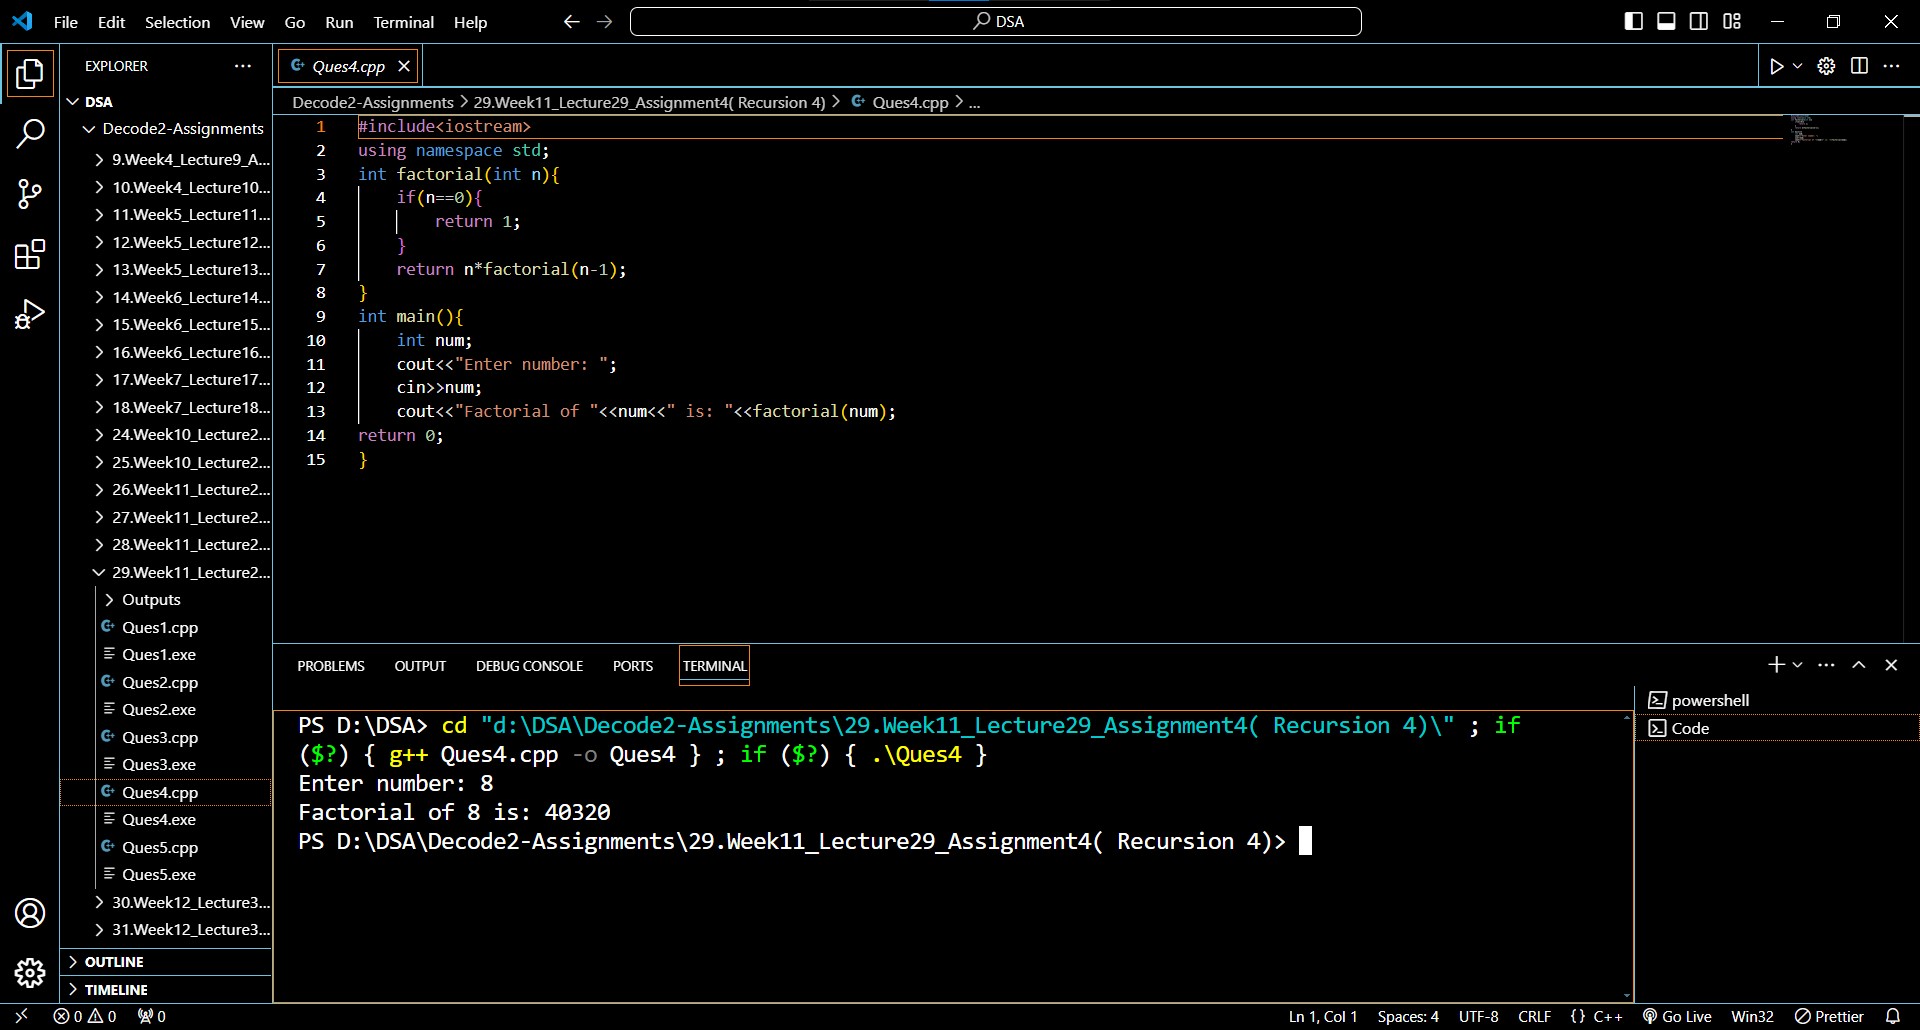 File Edit Selection View Go Run Terminal Help
DSA
EXPLORER
DSA
Decode2-Assignments
9.Week4_Lecture9_A...
10.Week4_Lecture10...
11.Week5_Lecture11...
12.Week5_Lecture12...
13.Week5_Lecture13...
14.Week6_Lecture14...
15.Week6_Lecture15...
16.Week6_Lecture16...
17.Week7_Lecture17...
18.Week7_Lecture18...
24.Week10_Lecture2...
25.Week10_Lecture2...
26.Week11_Lecture2...
27.Week11_Lecture2...
28.Week11_Lecture2...
29.Week11_Lecture2...
Outputs
Ques1.cpp
Ques1.exe
Ques2.cpp
Ques2.exe
Ques3.cpp
Ques3.exe
Ques4.cpp
Ques4.exe
Ques5.cpp
Ques5.exe
30.Week12_Lecture3...
31.Week12_Lecture3...
OUTLINE
TIMELINE
Ques4.cpp
Decode2-Assignments > 29.Week11_Lecture29_Assignment4( Recursion 4) > Ques4.cpp > ...
1 #include<iostream>
2 using namespace std;
3 int factorial(int n){
4 if(n==0){
5 return 1;
6 }
7 return n*factorial(n-1);
8 }
9 int main(){
10 int num;
11 cout<<"Enter number: ";
12 cin>>num;
13 cout<<"Factorial of "<<num<<" is: "<<factorial(num);
14 return 0;
15 }
PROBLEMS OUTPUT DEBUG CONSOLE PORTS TERMINAL
PS D:\DSA> cd "d:\DSA\Decode2-Assignments\29.Week11_Lecture29_Assignment4( Recursion 4)\" ; if
($?) { g++ Ques4.cpp -o Ques4 } ; if ($?) { .\Ques4 }
Enter number: 8
Factorial of 8 is: 40320
PS D:\DSA\Decode2-Assignments\29.Week11_Lecture29_Assignment4( Recursion 4)>
powershell
Code
0 0 0
Ln 1, Col 1 Spaces: 4 UTF-8 CRLF {} C++ Go Live Win32 Prettier